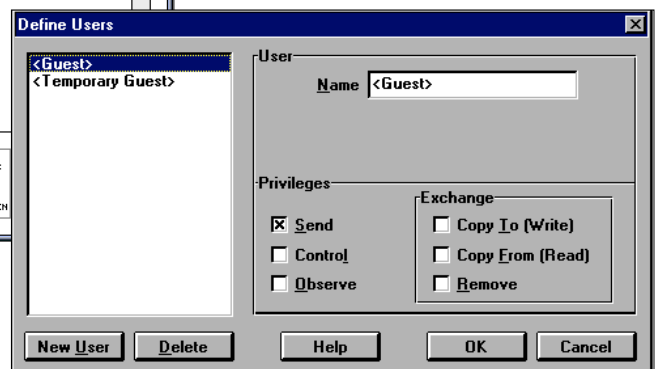 Define Users
<Guest>
<Temporary Guest>
User
Name <Guest>
Privileges
Send
Control
Observe
Exchange
Copy To (Write)
Copy From (Read)
Remove
New User
Delete
Help
OK
Cancel